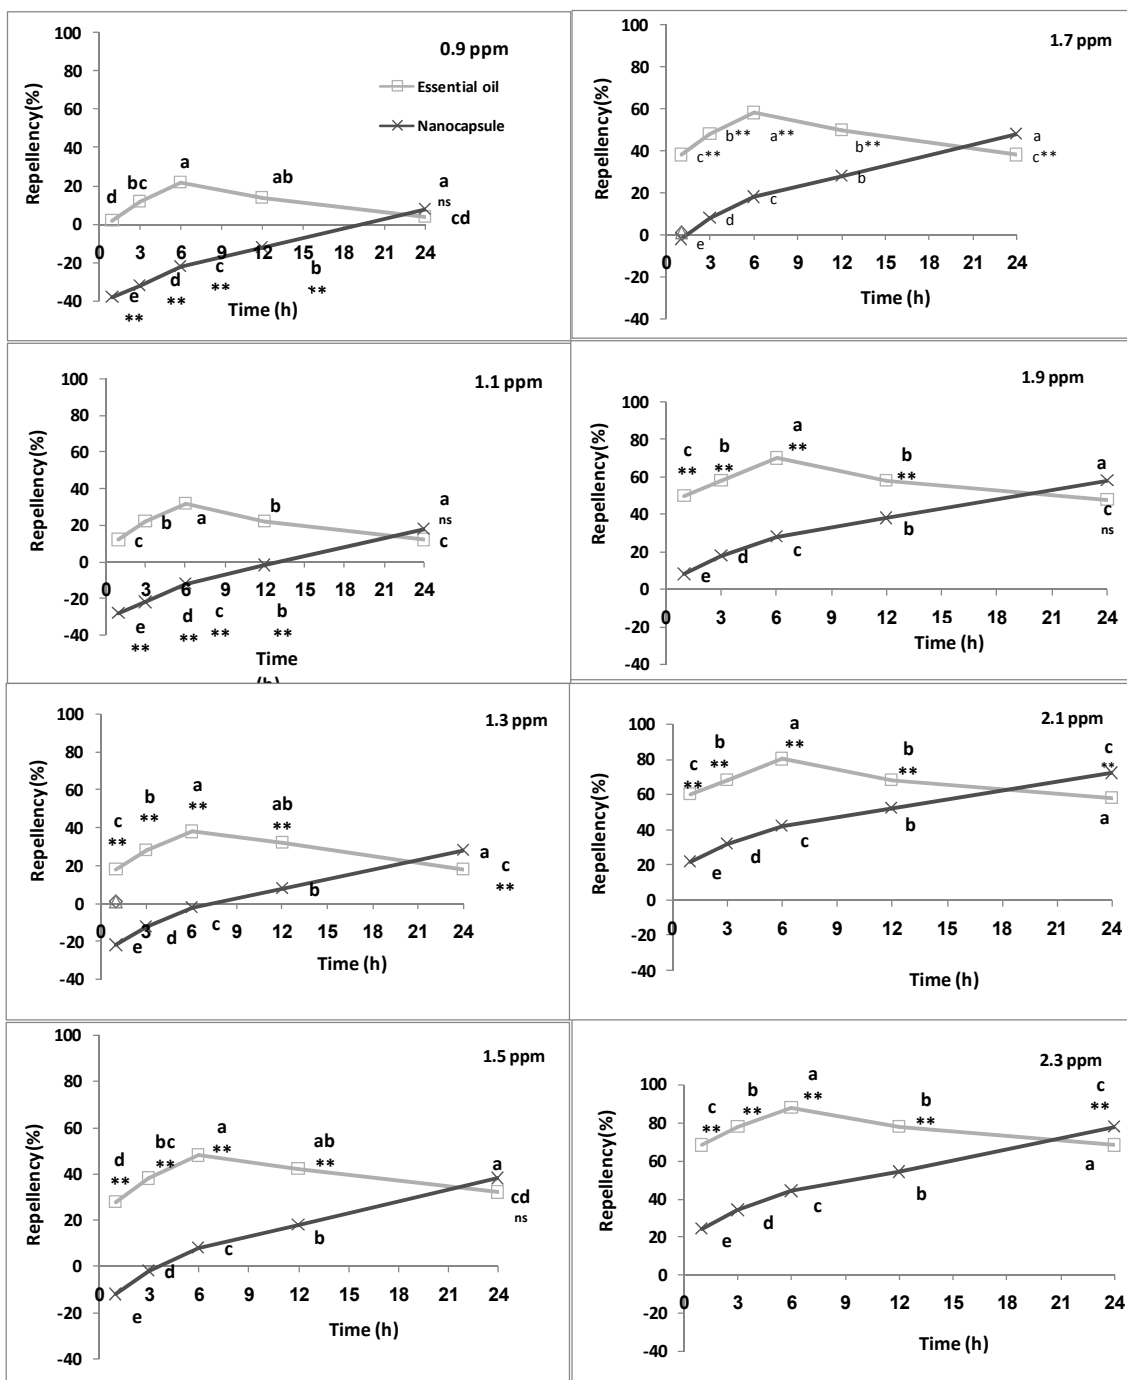 0.9 ppm
Repellency(%)
100
80
60
40
20
0
-20
-40
Essential oil
Nanocapsule
d
bc
a
ab
a
ns
cd
0 3 6 9 12 15 18 21 24
e
**
d
**
c
**
b
**
Time (h)
1.7 ppm
Repellency(%)
100
80
60
40
20
0
-20
-40
c**
b**
a**
b**
a
c**
e
d
c
b
0 3 6 9 12 15 18 21 24
Time (h)
1.1 ppm
Repellency(%)
100
80
60
40
20
0
-20
-40
c
b
a
b
a
ns
c
0 3 6 9 12 15 18 21 24
e
**
d
**
c
**
b
**
Time
1.9 ppm
Repellency(%)
100
80
60
40
20
0
-20
-40
c
**
b
**
a
**
b
**
a
c
ns
e
d
c
b
0 3 6 9 12 15 18 21 24
Time (h)
1.3 ppm
Repellency(%)
100
80
60
40
20
0
-20
-40
c
**
b
**
a
**
ab
**
a
c
**
e
d
c
b
0 3 6 9 12 15 18 21 24
Time (h)
2.1 ppm
Repellency(%)
100
80
60
40
20
0
-20
-40
c
**
b
**
a
**
b
**
c
**
a
e
d
c
b
0 3 6 9 12 15 18 21 24
Time (h)
1.5 ppm
Repellency(%)
100
80
60
40
20
0
-20
-40
d
**
bc
**
a
**
ab
**
a
cd
ns
e
d
c
b
0 3 6 9 12 15 18 21 24
Time (h)
2.3 ppm
Repellency(%)
100
80
60
40
20
0
-20
-40
c
**
b
**
a
**
b
**
c
**
a
e
d
c
b
0 3 6 9 12 15 18 21 24
Time (h)